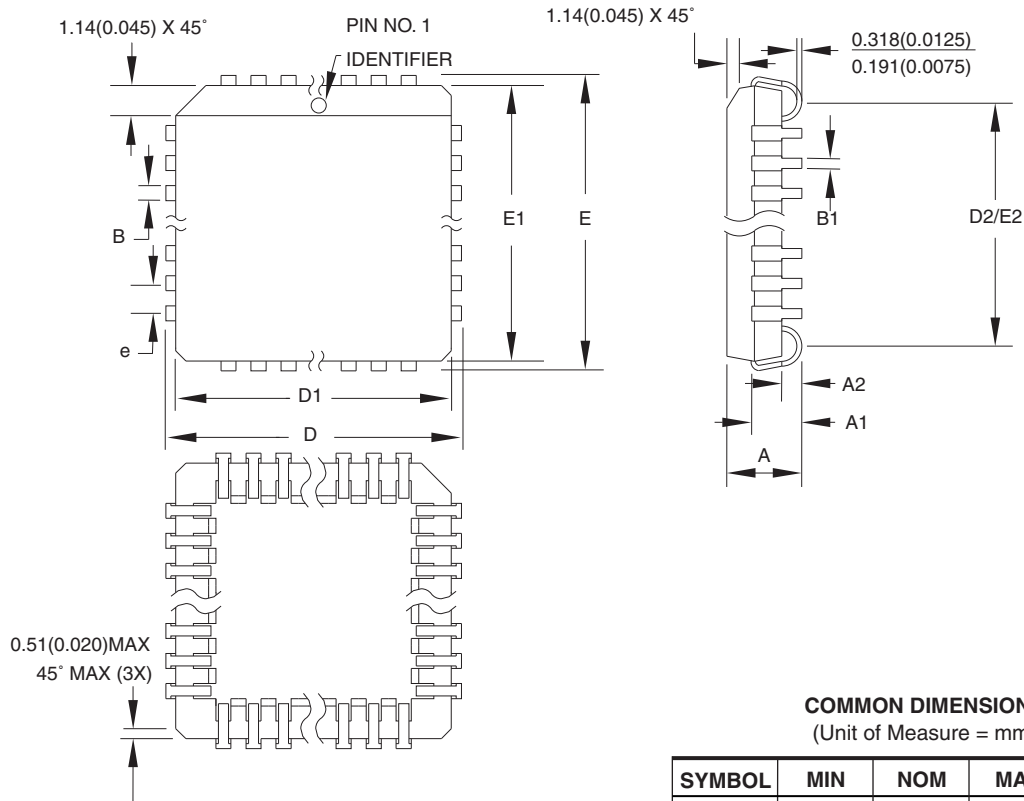 1.14(0.045) X 45˚
PIN NO. 1
IDENTIFIER
1.14(0.045) X 45˚
0.318(0.0125)
0.191(0.0075)
E1
E
B
e
B1
D2/E2
D1
D
A2
A1
A
0.51(0.020)MAX
45˚ MAX (3X)
COMMON DIMENSION
(Unit of Measure = mm
SYMBOL MIN NOM MA